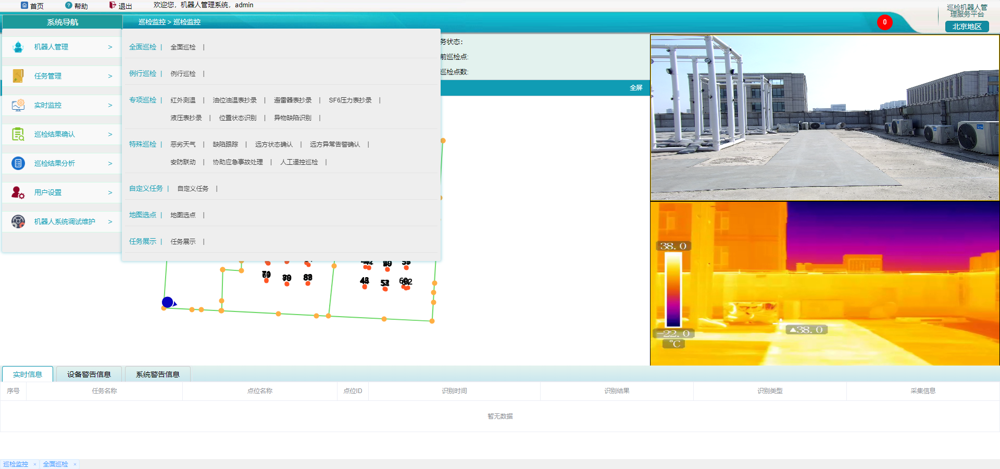 首页 帮助 退出 欢迎您，机器人管理系统，admin
巡检机器人管
理服务平台
北京地区
系统导航
巡检监控 > 巡检监控
0
机器人管理 >
任务管理 >
实时监控 >
巡检结果确认 >
巡检结果分析 >
用户设置 >
机器人系统调试维护 >
全面巡检 | 全面巡检 |
例行巡检 | 例行巡检 |
专项巡检 | 红外测温 | 油位油温表抄录 | 避雷器表抄录 | SF6压力表抄录 |
液压表抄录 | 位置状态识别 | 异物缺陷识别 |
特殊巡检 | 恶劣天气 | 缺陷跟踪 | 远方状态确认 | 远方异常告警确认 |
安防联动 | 协助应急事故处理 | 人工遥控巡检 |
自定义任务 | 自定义任务 |
地图选点 | 地图选点 |
任务展示 | 任务展示 |
务状态:
前巡检点:
巡检点数:
全屏
38.0
-22.0
℃
▲38.0
实时信息 设备警告信息 系统警告信息
序号 任务名称 点位名称 点位ID 识别时间 识别结果 识别类型 采集信息
暂无数据
巡检监控 × 全面巡检 ×